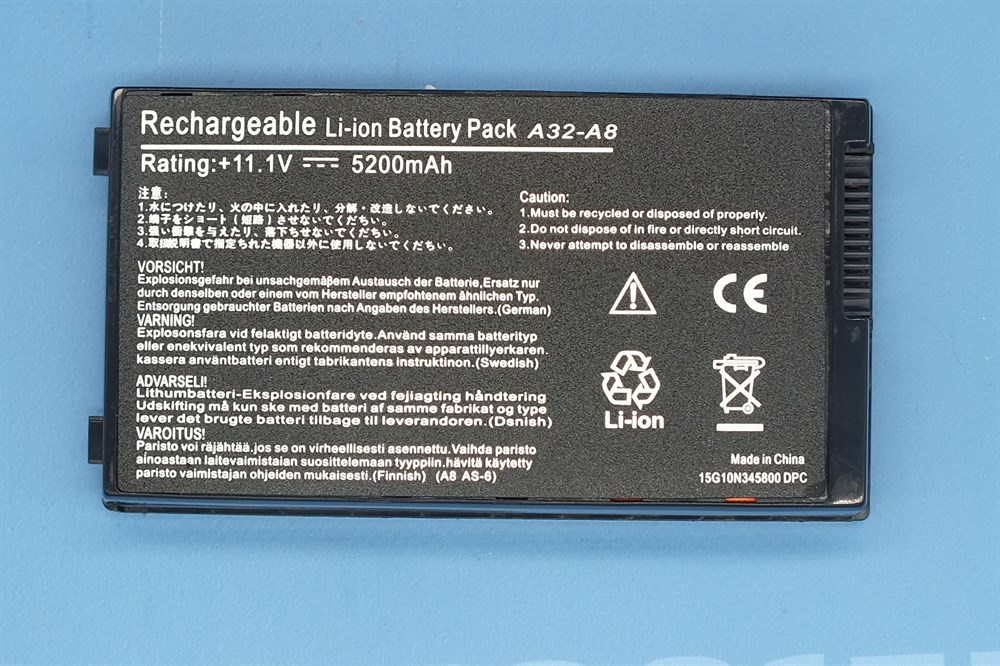 Rechargeable Li-ion Battery Pack A32-A8
Rating:+11.1V ⎓ 5200mAh
注意:
1.水につけたり、火の中に入れたり、分解・改造しないでください。
2.端子をショート（短路）させないでください。
3.強い衝撃を与えたり、落下ちせないでください。
4.取扱説明書で指定ちれた機器以外に使用しないでください。
Caution:
1.Must be recycled or disposed of properly.
2.Do not dispose of in fire or directly short circuit.
3.Never attempt to disassemble or reassemble
VORSICHT!
Explosionsgefahr bei unsachgemäßem Austausch der Batterie,Ersatz nur
durch denselben oder einem vom Hersteller empfohtenem ähnlichen Typ.
Entsorgung gebrauchter Batterien nach Angaben des Herstellers.(German)
VARNING!
Explosonsfara vid felaktigt batteridyte.Använd samma batterityp
eller enekvivalent typ som rekommenderas av apparattillyerkaren.
kassera använtbatteri entigt tabrikantens instruktinon.(Swedish)
ADVARSELI!
Lithumbatteri-Eksplosionfare ved fejlagting håndtering
Udskifting må kun ske med batteri af samme fabrikat og type
lever det brugte batteri tilbage til leverandoren.(Dsnish)
VAROITUS!
Paristo voi räjähtää.jos se on virheellisesti asennettu.Vaihda paristo
ainoastaan laitevaimistaian suosittelemaan tyyppiin.hävitä käytetty
paristo vaimistajan ohjeiden mukaisesti.(Finnish) (A8 AS-6)
CE
Li-ion
Made in China
15G10N345800 DPC